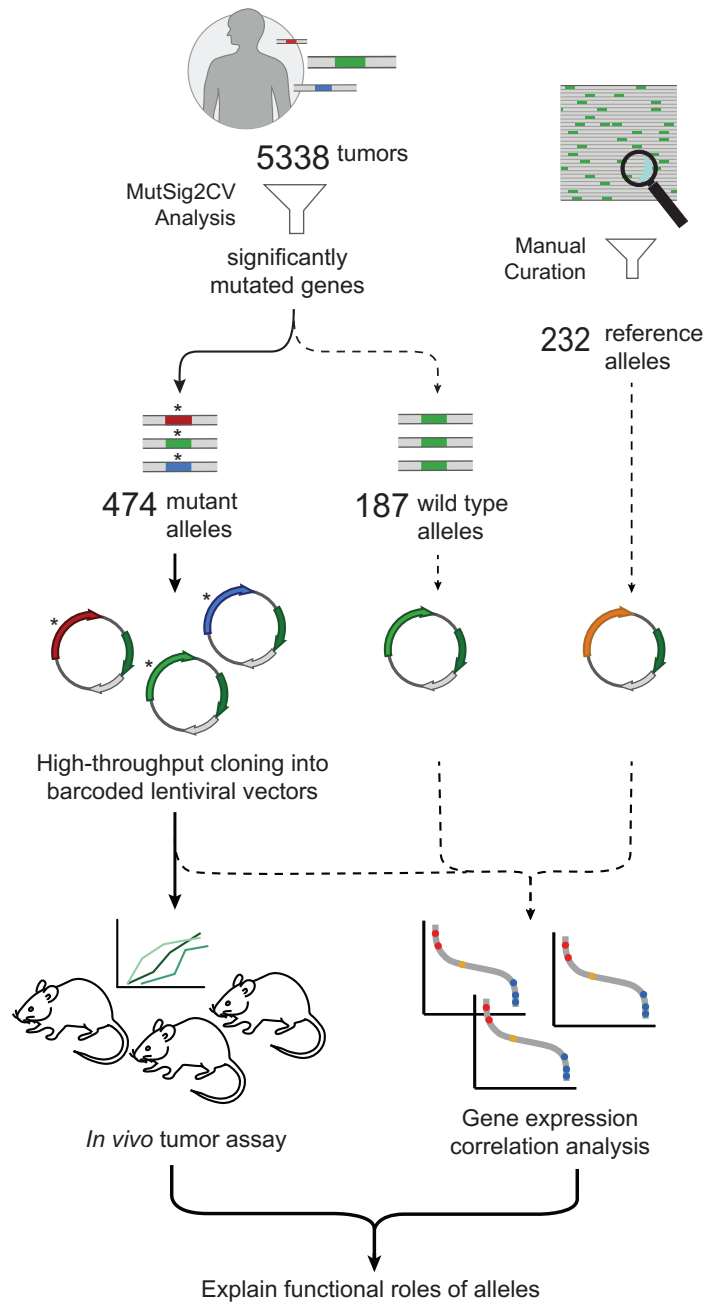 5338 tumors
MutSig2CV
Analysis
significantly
mutated genes
Manual
Curation
232 reference
alleles
*
*
*
474 mutant
alleles
187 wild type
alleles
*
*
*
High-throughput cloning into
barcoded lentiviral vectors
In vivo tumor assay
Gene expression
correlation analysis
Explain functional roles of alleles